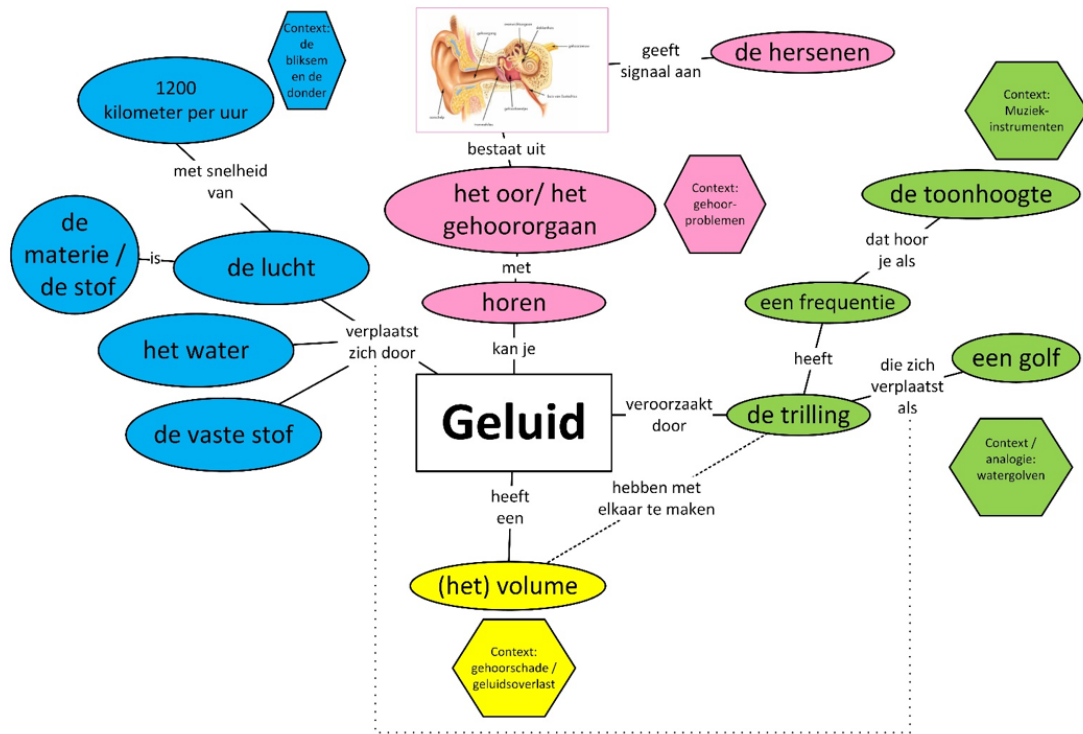 Context:
de
bliksem
en de
donder
1200
kilometer per uur
met snelheid
van
de
materie /
de stof
is
de lucht
verplaatst
zich door
het water
de vaste stof
gehoorgang
geeft
signaal aan
de hersenen
bestaat uit
het oor/ het
gehoororgaan
Context:
gehoor-
problemen
met
horen
kan je
Geluid
Context:
Muziek-
instrumenten
de toonhoogte
dat hoor
je als
een frequentie
heeft
een golf
die zich
verplaatst
als
veroorzaakt
door
de trilling
Context /
analogie:
watergolven
hebben met
elkaar te maken
heeft
een
(het) volume
Context:
gehoorschade /
geluidsoverlast